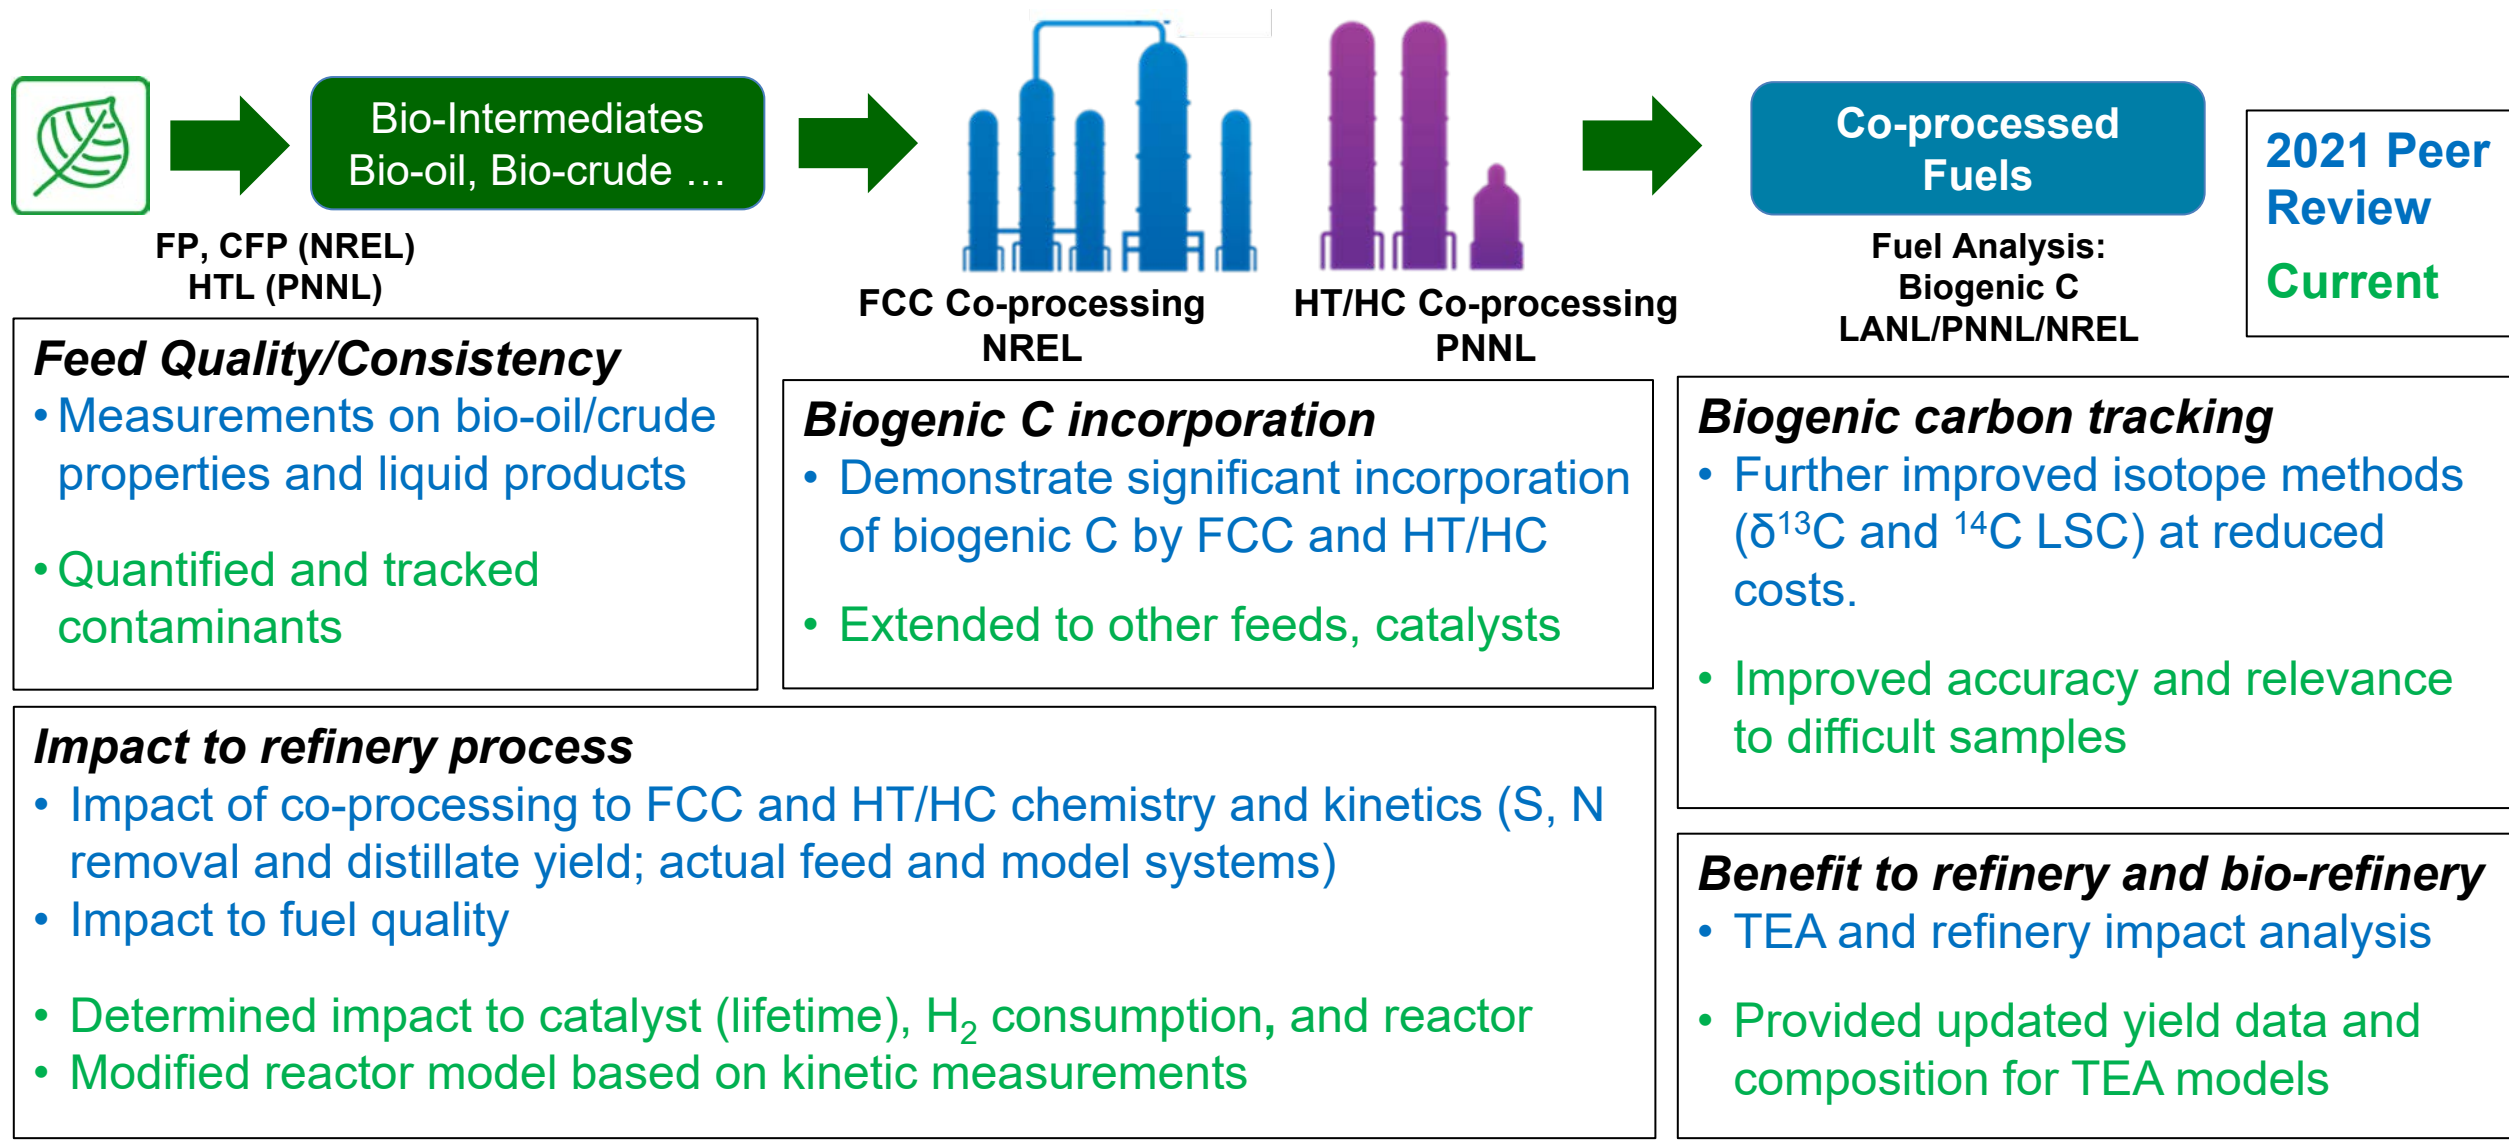 Bio-Intermediates
Bio-oil, Bio-crude …
Co-processed
Fuels
2021 Peer
Review
Current
FP, CFP (NREL)
HTL (PNNL)
FCC Co-processing
NREL
HT/HC Co-processing
PNNL
Fuel Analysis:
Biogenic C
LANL/PNNL/NREL
Feed Quality/Consistency
• Measurements on bio-oil/crude
properties and liquid products
• Quantified and tracked
contaminants
Biogenic C incorporation
• Demonstrate significant incorporation
of biogenic C by FCC and HT/HC
• Extended to other feeds, catalysts
Biogenic carbon tracking
• Further improved isotope methods
(δ¹³C and ¹⁴C LSC) at reduced
costs.
• Improved accuracy and relevance
to difficult samples
Impact to refinery process
• Impact of co-processing to FCC and HT/HC chemistry and kinetics (S, N
removal and distillate yield; actual feed and model systems)
• Impact to fuel quality
• Determined impact to catalyst (lifetime), H₂ consumption, and reactor
• Modified reactor model based on kinetic measurements
Benefit to refinery and bio-refinery
• TEA and refinery impact analysis
• Provided updated yield data and
composition for TEA models